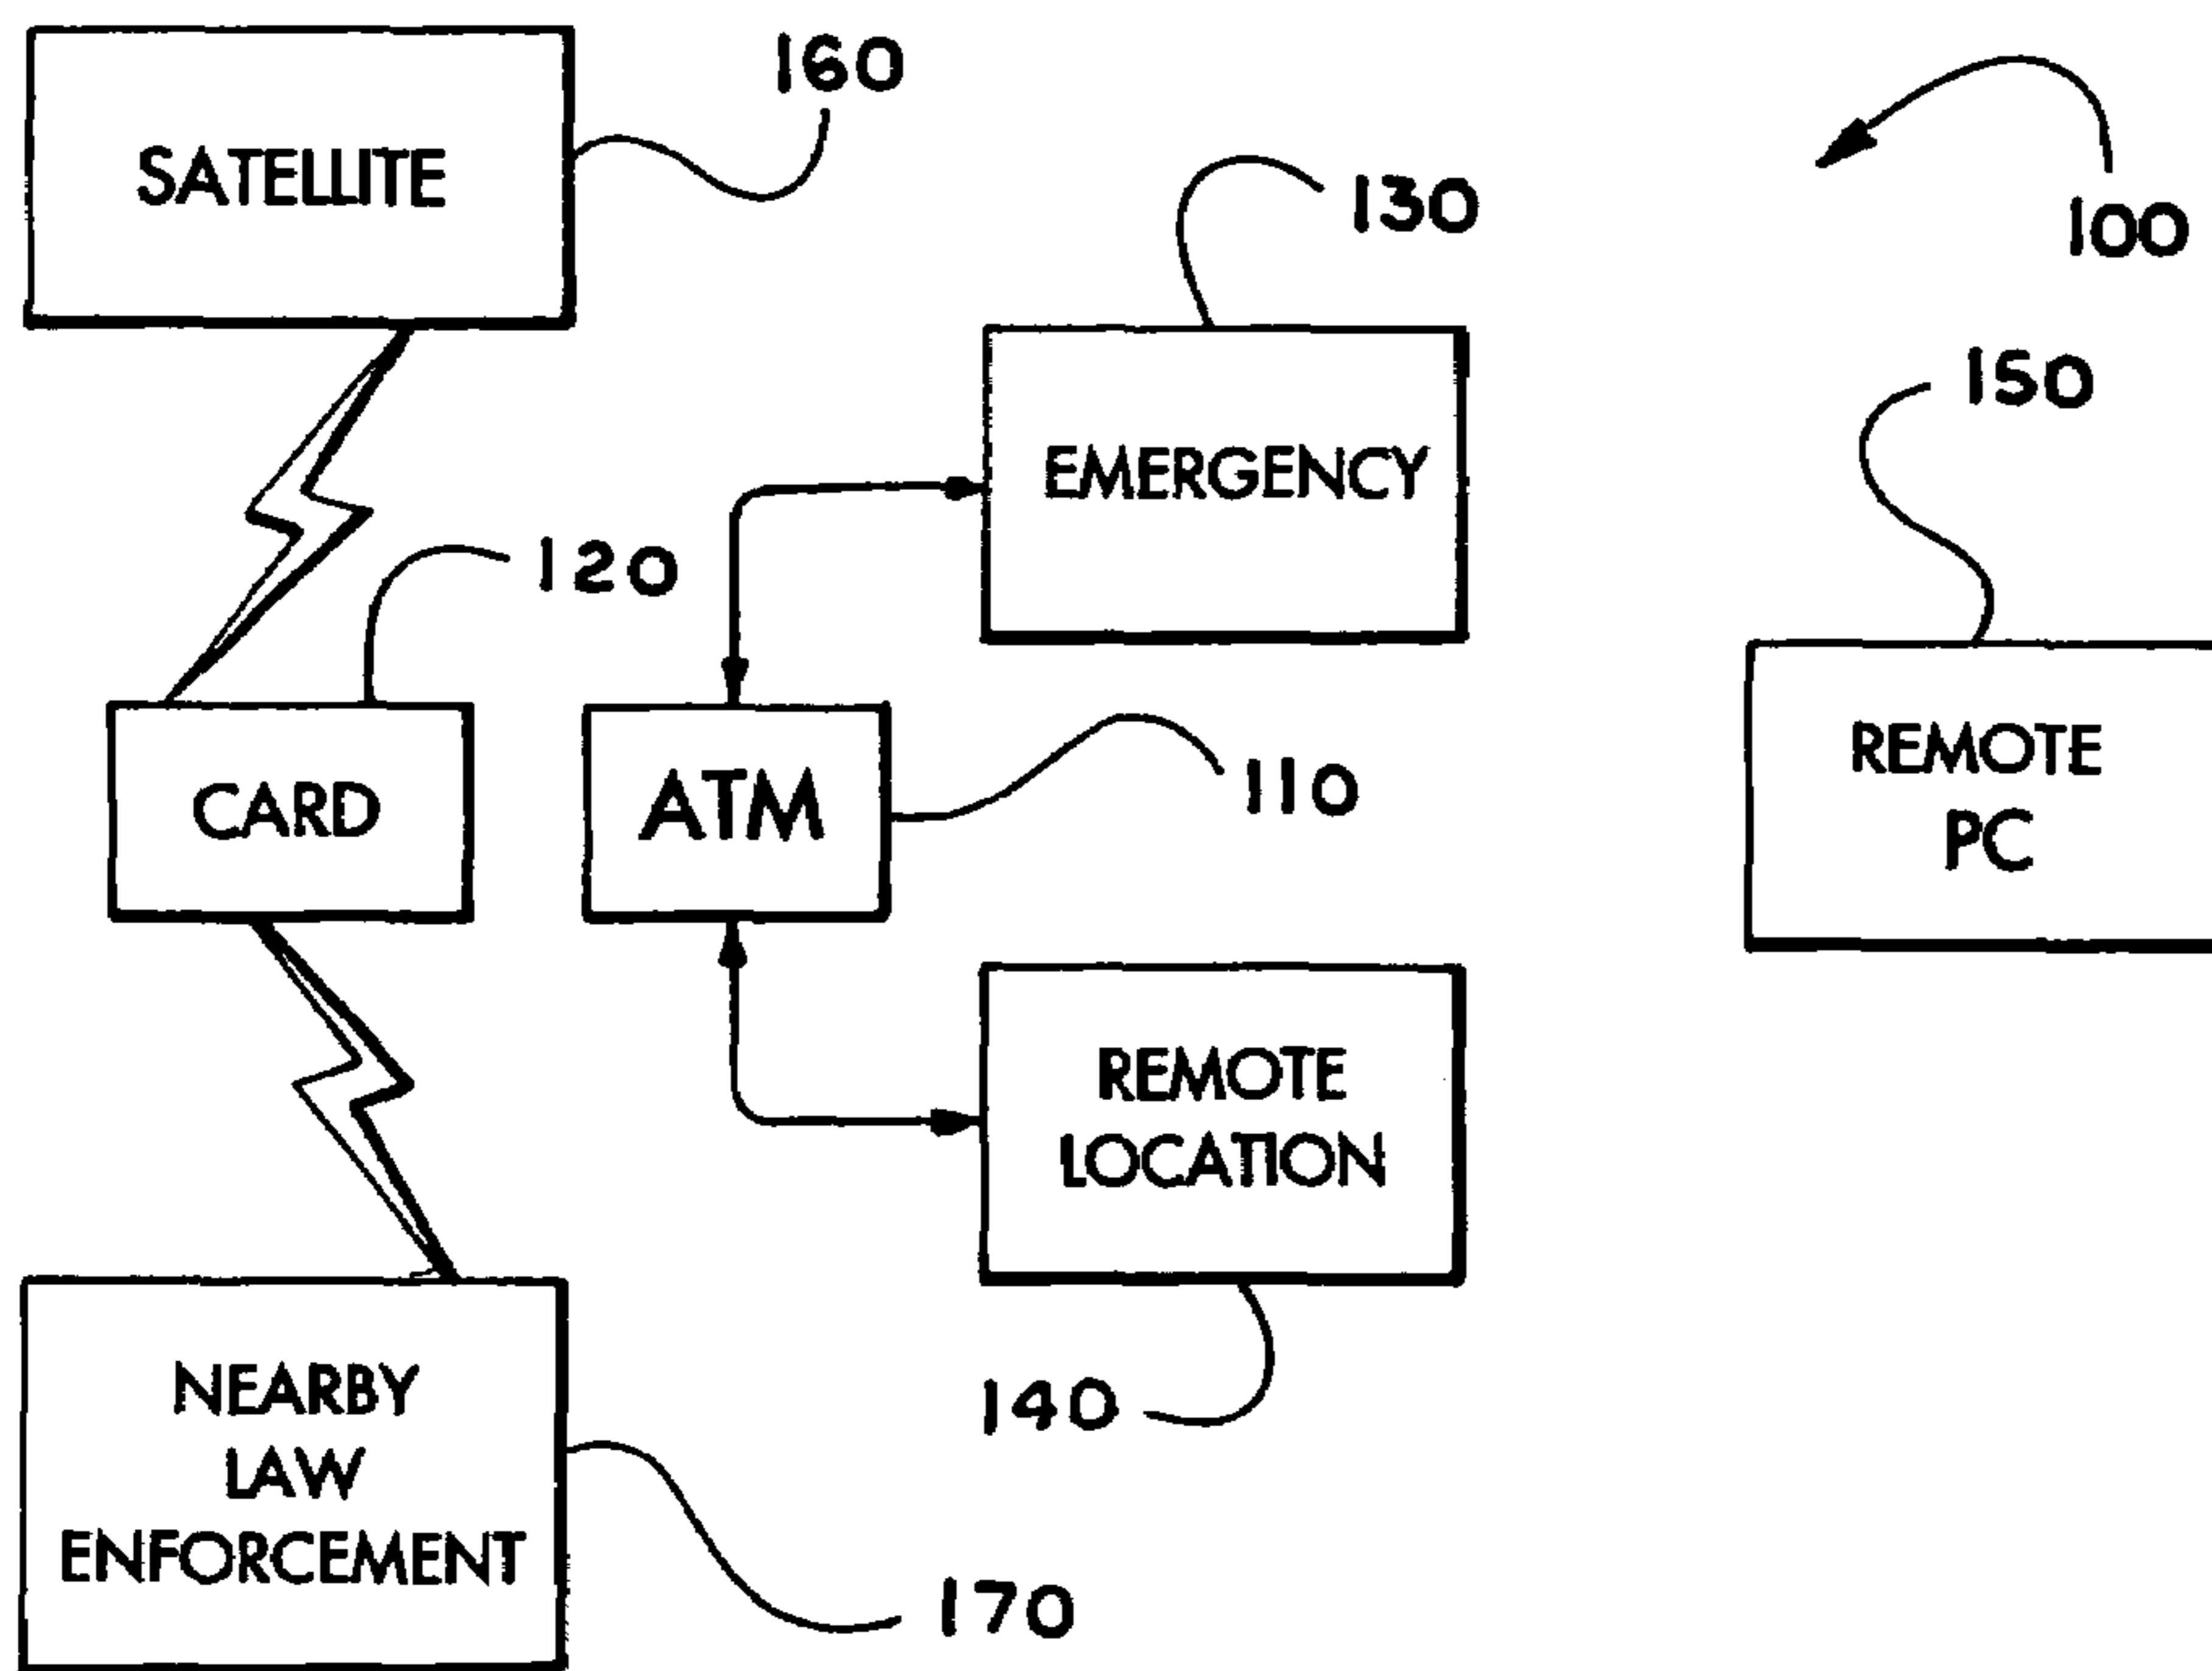 160
SATELLITE
130
100
150
EMERGENCY
120
REMOTE
PC
CARD
ATM
110
REMOTE
LOCATION
140
NEARBY
LAW
ENFORCEMENT
170